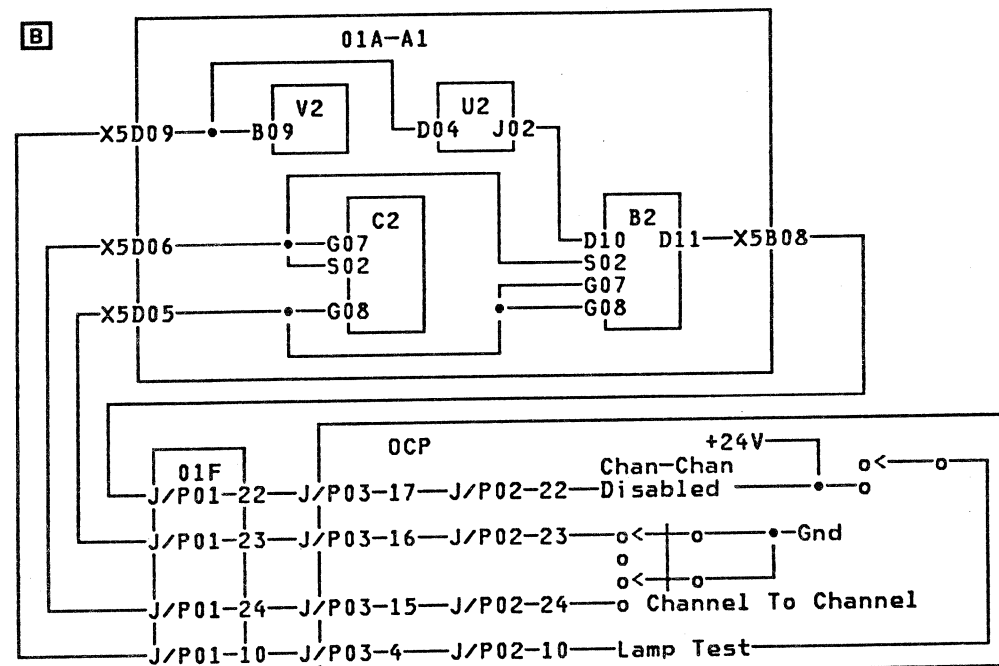 B
01A-A1
V2
U2
X5D09
B09
D04 J02
C2
B2
X5D06
G07
D10 D11
X5B08
S02
S02
G07
X5D05
G08
G08
OCP
+24V
01F
Chan-Chan
J/P01-22
J/P03-17
J/P02-22
Disabled
J/P01-23
J/P03-16
J/P02-23
Gnd
J/P01-24
J/P03-15
J/P02-24
Channel To Channel
J/P01-10
J/P03-4
J/P02-10
Lamp Test